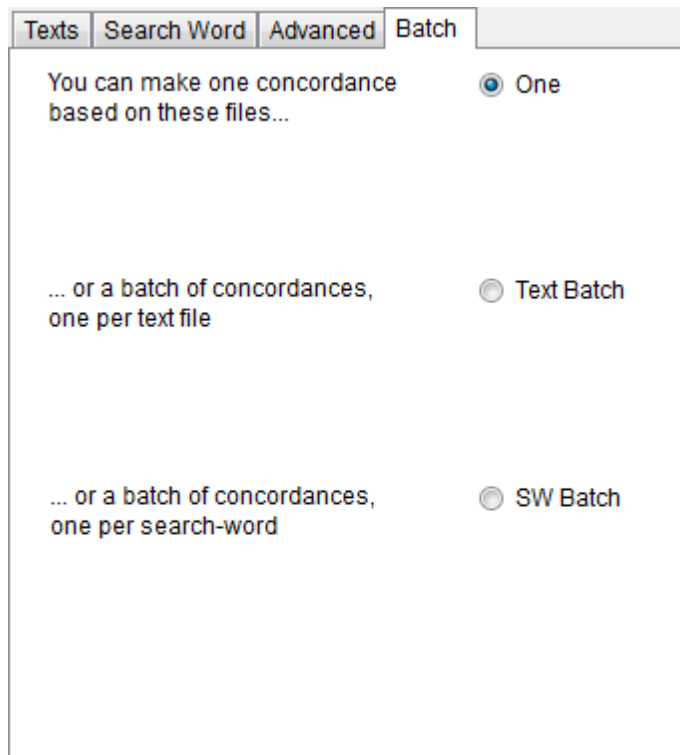 Texts Search Word Advanced Batch
You can make one concordance One
based on these files...
... or a batch of concordances, Text Batch
one per text file
... or a batch of concordances, SW Batch
one per search-word